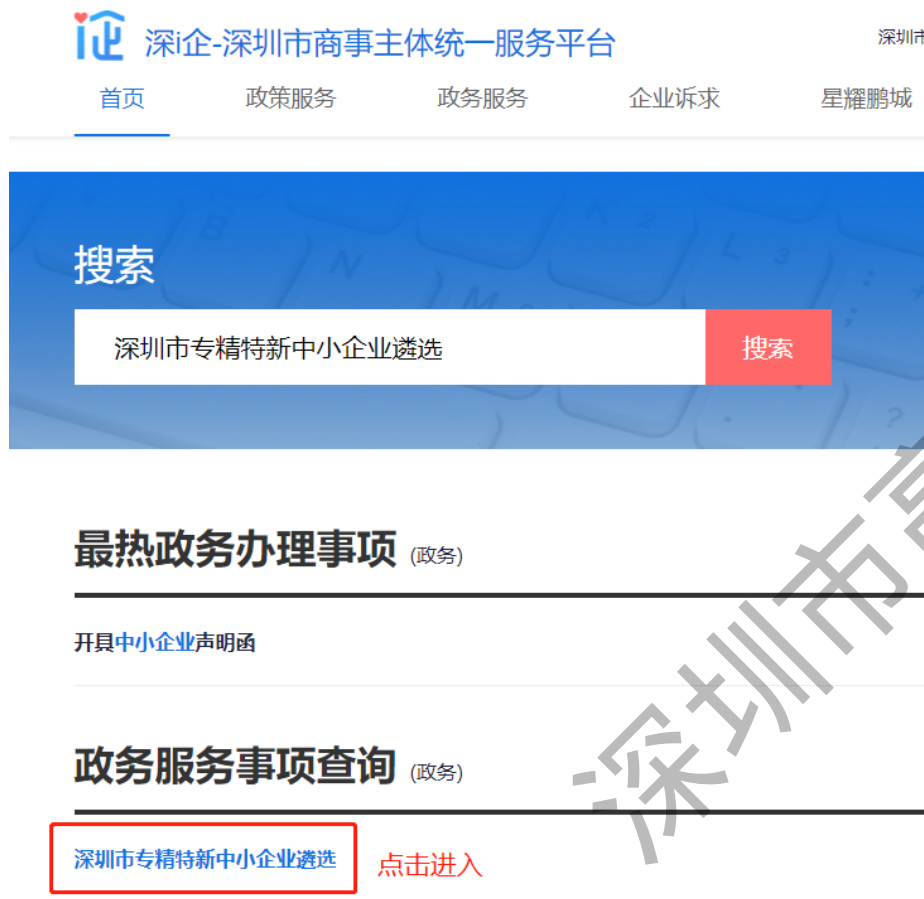 深i企-深圳市商事主体统一服务平台
深圳市
首页 政策服务 政务服务 企业诉求 星耀鹏城
搜索
深圳市专精特新中小企业遴选 搜索
最热政务办理事项 (政务)
开具中小企业声明函
政务服务事项查询 (政务)
深圳市专精特新中小企业遴选 点击进入
深圳市高